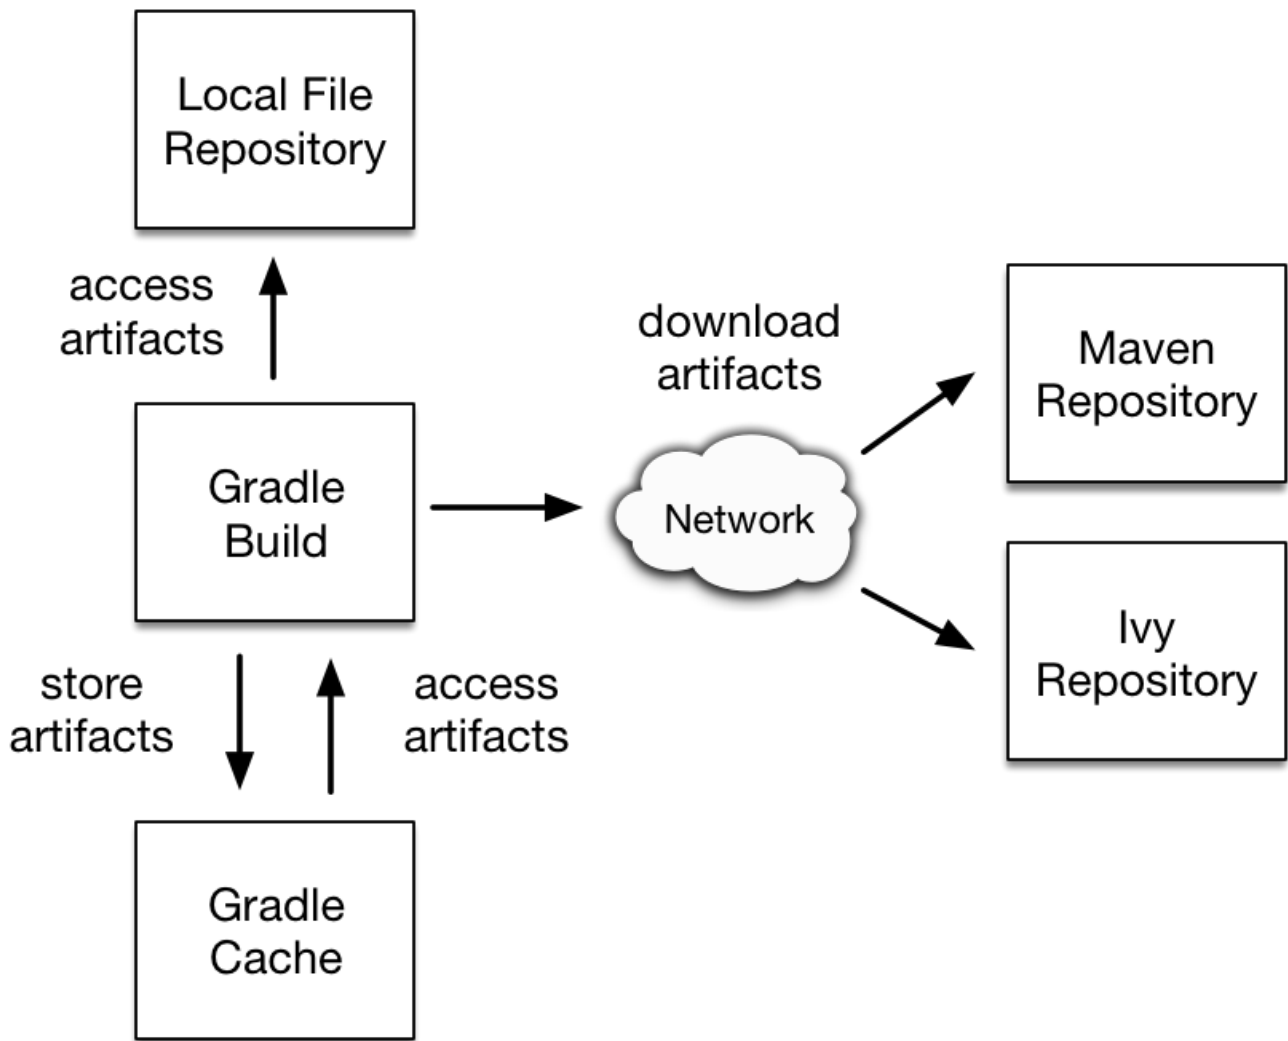 Local File
Repository
access
artifacts
download
artifacts
Maven
Repository
Gradle
Build
Network
Ivy
Repository
store
artifacts
access
artifacts
Gradle
Cache